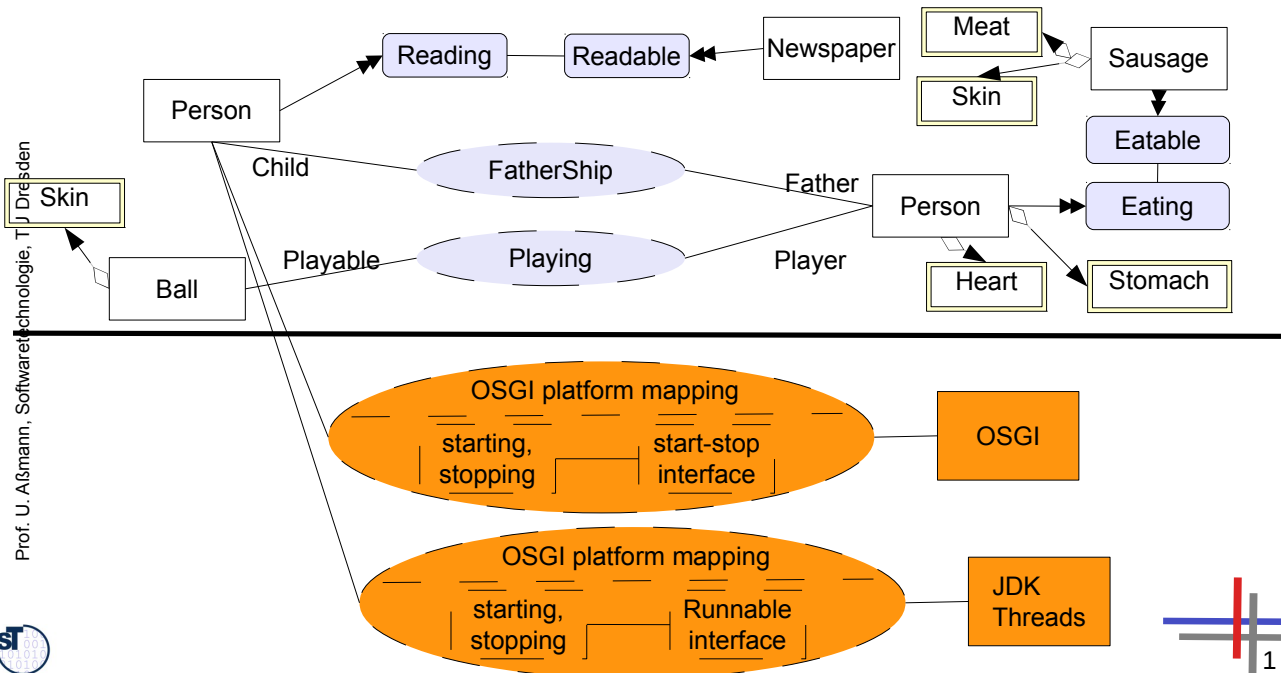 Meat
Reading
Readable
Newspaper
Sausage
Skin
Person
Eatable
Child
FatherShip
Father
Skin
Person
Eating
Playable
Playing
Player
Ball
Heart
Stomach
Prof. U. Aßmann, Softwaretechnologie, TU Dresden
OSGI platform mapping
starting,
stopping
start-stop
interface
OSGI
OSGI platform mapping
starting,
stopping
Runnable
interface
JDK
Threads
sT
1